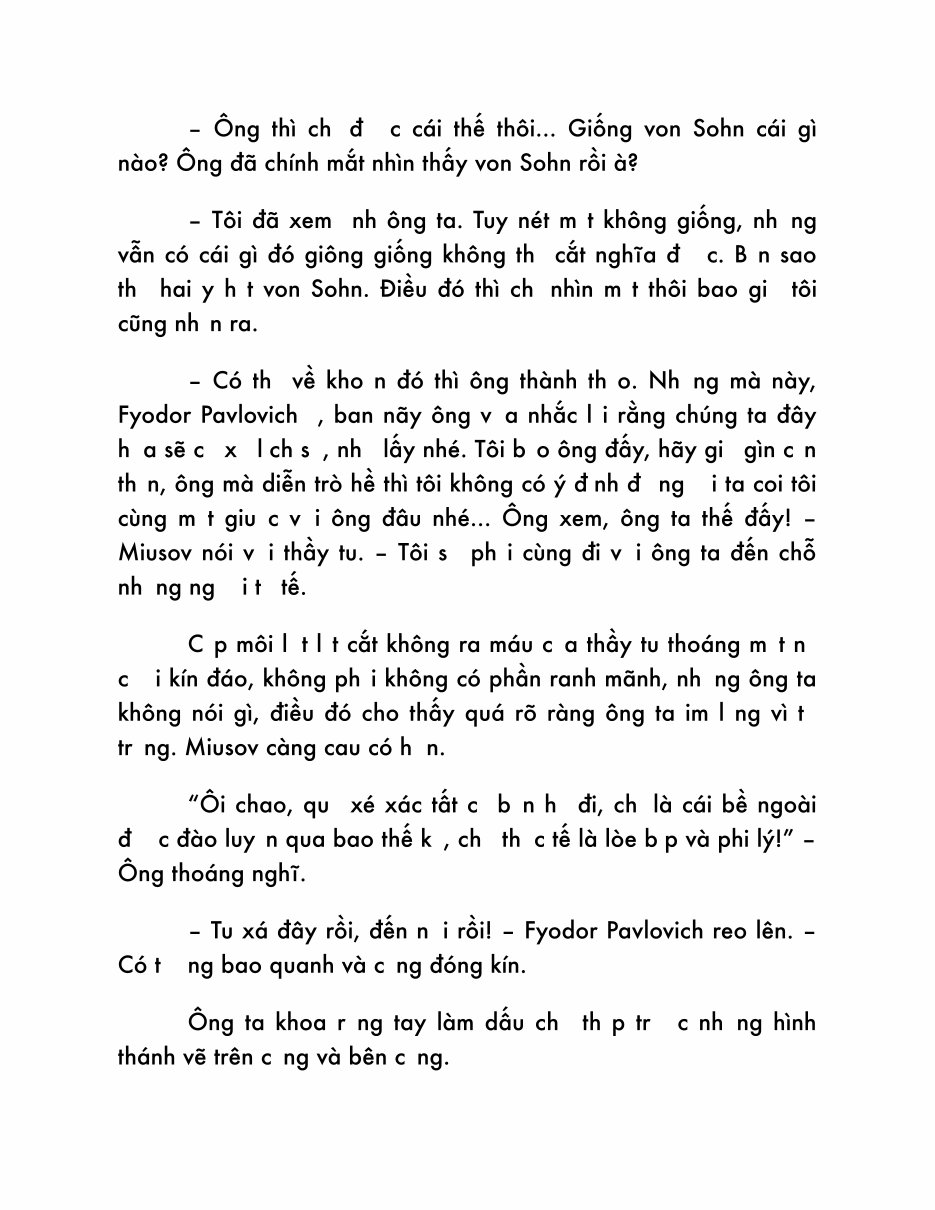 – Ông thì ch đ c cái thế thôi... Giống von Sohn cái gì
nào? Ông đã chính mắt nhìn thấy von Sohn rồi à?
– Tôi đã xem nh ông ta. Tuy nét m t không giống, nh ng
vẫn có cái gì đó giông giống không th cắt nghĩa đ c. B n sao
th hai y h t von Sohn. Điều đó thì ch nhìn m t thôi bao gi tôi
cũng nh n ra.
– Có th về kho n đó thì ông thành th o. Nh ng mà này,
Fyodor Pavlovich , ban nãy ông v a nhắc l i rằng chúng ta đây
h a sẽ c x l ch s , nh lấy nhé. Tôi b o ông đấy, hãy gi gìn c n
th n, ông mà diễn trò hề thì tôi không có ý đ nh đ ng i ta coi tôi
cùng m t giu c v i ông đâu nhé... Ông xem, ông ta thế đấy! –
Miusov nói v i thầy tu. – Tôi s ph i cùng đi v i ông ta đến chỗ
nh ng ng i t tế.
C p môi l t l t cắt không ra máu c a thầy tu thoáng m t n
c i kín đáo, không ph i không có phần ranh mãnh, nh ng ông ta
không nói gì, điều đó cho thấy quá rõ ràng ông ta im l ng vì t
tr ng. Miusov càng cau có h n.
“Ôi chao, qu xé xác tất c b n h đi, ch là cái bề ngoài
đ c đào luy n qua bao thế k , ch th c tế là lòe b p và phi lý!” –
Ông thoáng nghĩ.
– Tu xá đây rồi, đến n i rồi! – Fyodor Pavlovich reo lên. –
Có t ng bao quanh và c ng đóng kín.
Ông ta khoa r ng tay làm dấu ch th p tr c nh ng hình
thánh vẽ trên c ng và bên c ng.